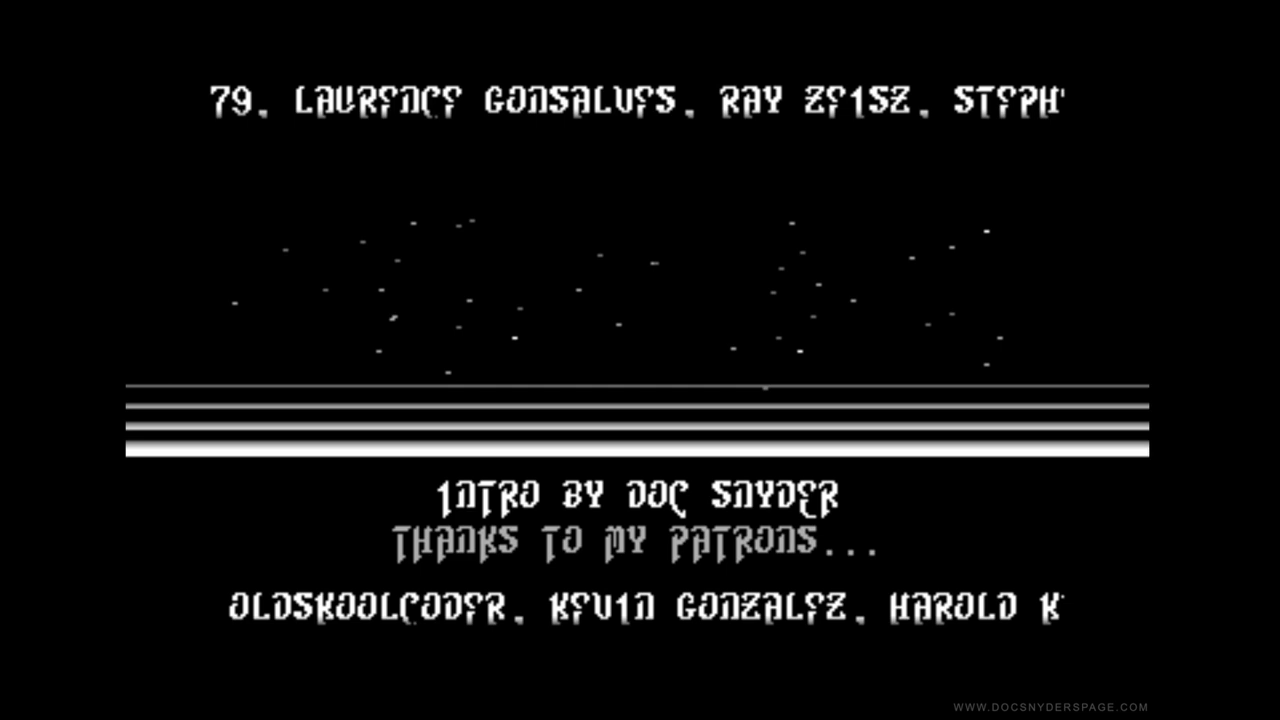 79, LAURENCE GONSALVES, RAY ZEISZ, STEPH
INTRO BY DOC SNYDER
THANKS TO MY PATRONS...
OLDSKOOLCODER, KEVIN GONZALEZ, HAROLD K
WWW.DOCSNYDERSPAGE.COM